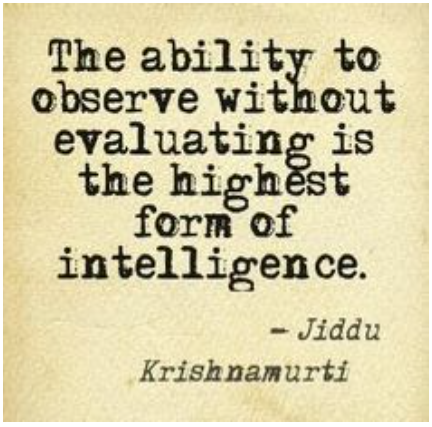 The ability to
observe without
evaluating is
the highest
form of
intelligence.
– Jiddu
Krishnamurti